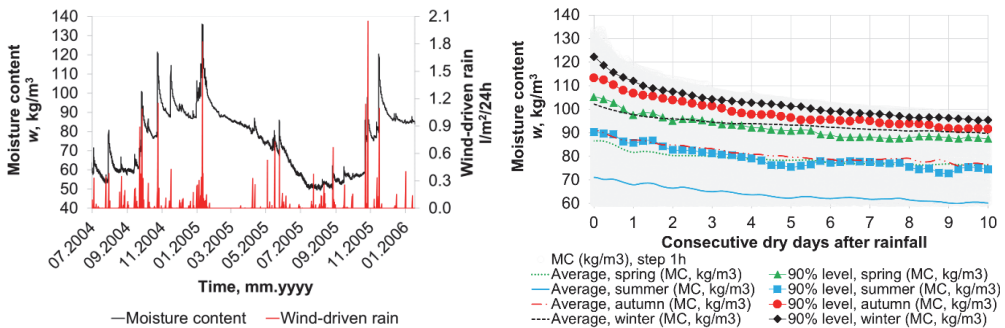 Moisture content
w, kg/m³
140
130
120
110
100
90
80
70
60
50
40
2.1
1.8
1.5
1.2
0.9
0.6
0.3
0.0
Wind-driven rain
l/m²/24h
07.2004
09.2004
11.2004
01.2005
03.2005
05.2005
07.2005
09.2005
11.2005
01.2006
Time, mm.yyyy
Moisture content
Wind-driven rain
Moisture content
w, kg/m³
140
130
120
110
100
90
80
70
60
0 1 2 3 4 5 6 7 8 9 10
Consecutive dry days after rainfall
MC (kg/m3), step 1h
Average, spring (MC, kg/m3)
90% level, spring (MC, kg/m3)
Average, summer (MC, kg/m3)
90% level, summer (MC, kg/m3)
Average, autumn (MC, kg/m3)
90% level, autumn (MC, kg/m3)
Average, winter (MC, kg/m3)
90% level, winter (MC, kg/m3)